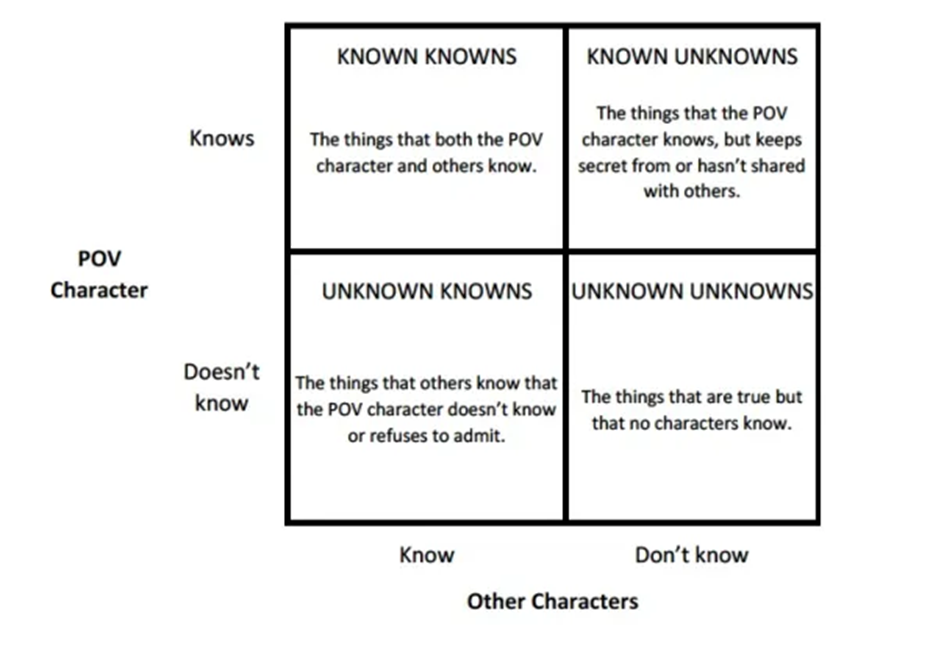 KNOWN KNOWNS
The things that both the POV
character and others know.
KNOWN UNKNOWNS
The things that the POV
character knows, but keeps
secret from or hasn't shared
with others.
Knows
POV
Character
UNKNOWN KNOWNS
The things that others know that
the POV character doesn't know
or refuses to admit.
UNKNOWN UNKNOWNS
The things that are true but
that no characters know.
Doesn't
know
Know
Don't know
Other Characters